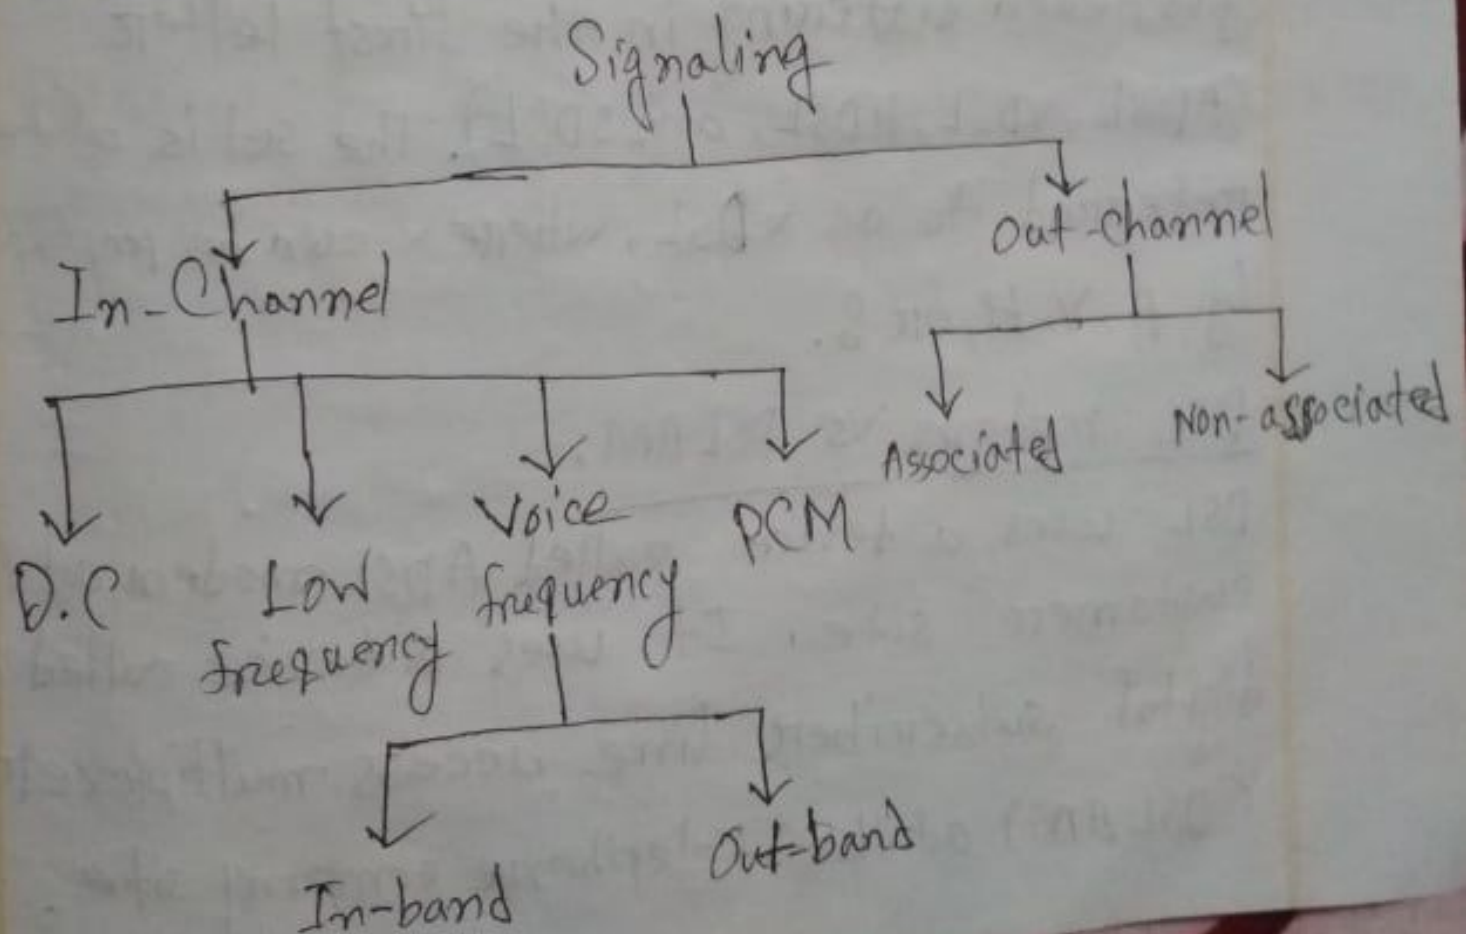 Signaling
In-Channel
Out-channel
D.C
Low
frequency
Voice
frequency
PCM
Associated
Non-associated
In-band
Out-band